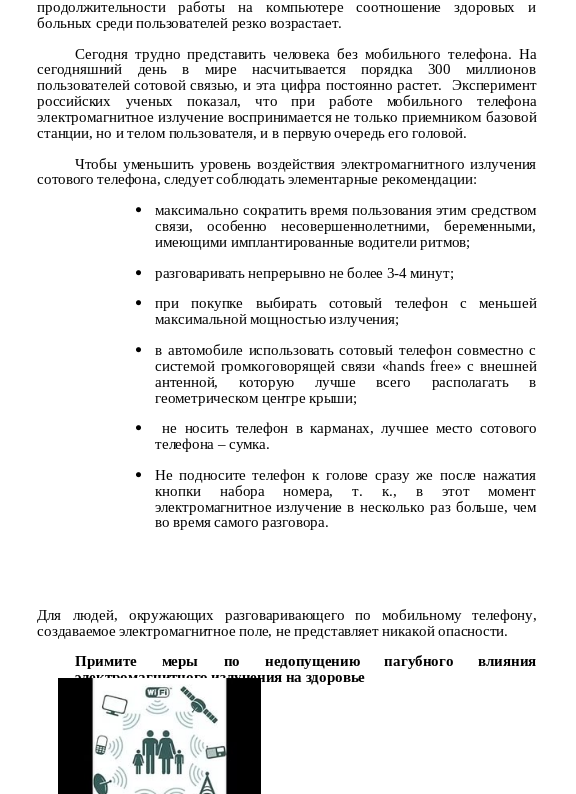 продолжительности работы на компьютере соотношение здоровых и
больных среди пользователей резко возрастает.
Сегодня трудно представить человека без мобильного телефона. На
сегодняшний день в мире насчитывается порядка 300 миллионов
пользователей сотовой связью, и эта цифра постоянно растет. Эксперимент
российских ученых показал, что при работе мобильного телефона
электромагнитное излучение воспринимается не только приемником базовой
станции, но и телом пользователя, и в первую очередь его головой.
Чтобы уменьшить уровень воздействия электромагнитного излучения
сотового телефона, следует соблюдать элементарные рекомендации:
• максимально сократить время пользования этим средством
связи, особенно несовершеннолетними, беременными,
имеющими имплантированные водители ритмов;
• разговаривать непрерывно не более 3-4 минут;
• при покупке выбирать сотовый телефон с меньшей
максимальной мощностью излучения;
• в автомобиле использовать сотовый телефон совместно с
системой громкоговорящей связи «hands free» с внешней
антенной, которую лучше всего располагать в
геометрическом центре крыши;
• не носить телефон в карманах, лучшее место сотового
телефона – сумка.
• Не подносите телефон к голове сразу же после нажатия
кнопки набора номера, т. к., в этот момент
электромагнитное излучение в несколько раз больше, чем
во время самого разговора.
Для людей, окружающих разговаривающего по мобильному телефону,
создаваемое электромагнитное поле, не представляет никакой опасности.
Примите меры по недопущению пагубного влияния
электромагнитного излучения на здоровье
Wi Fi